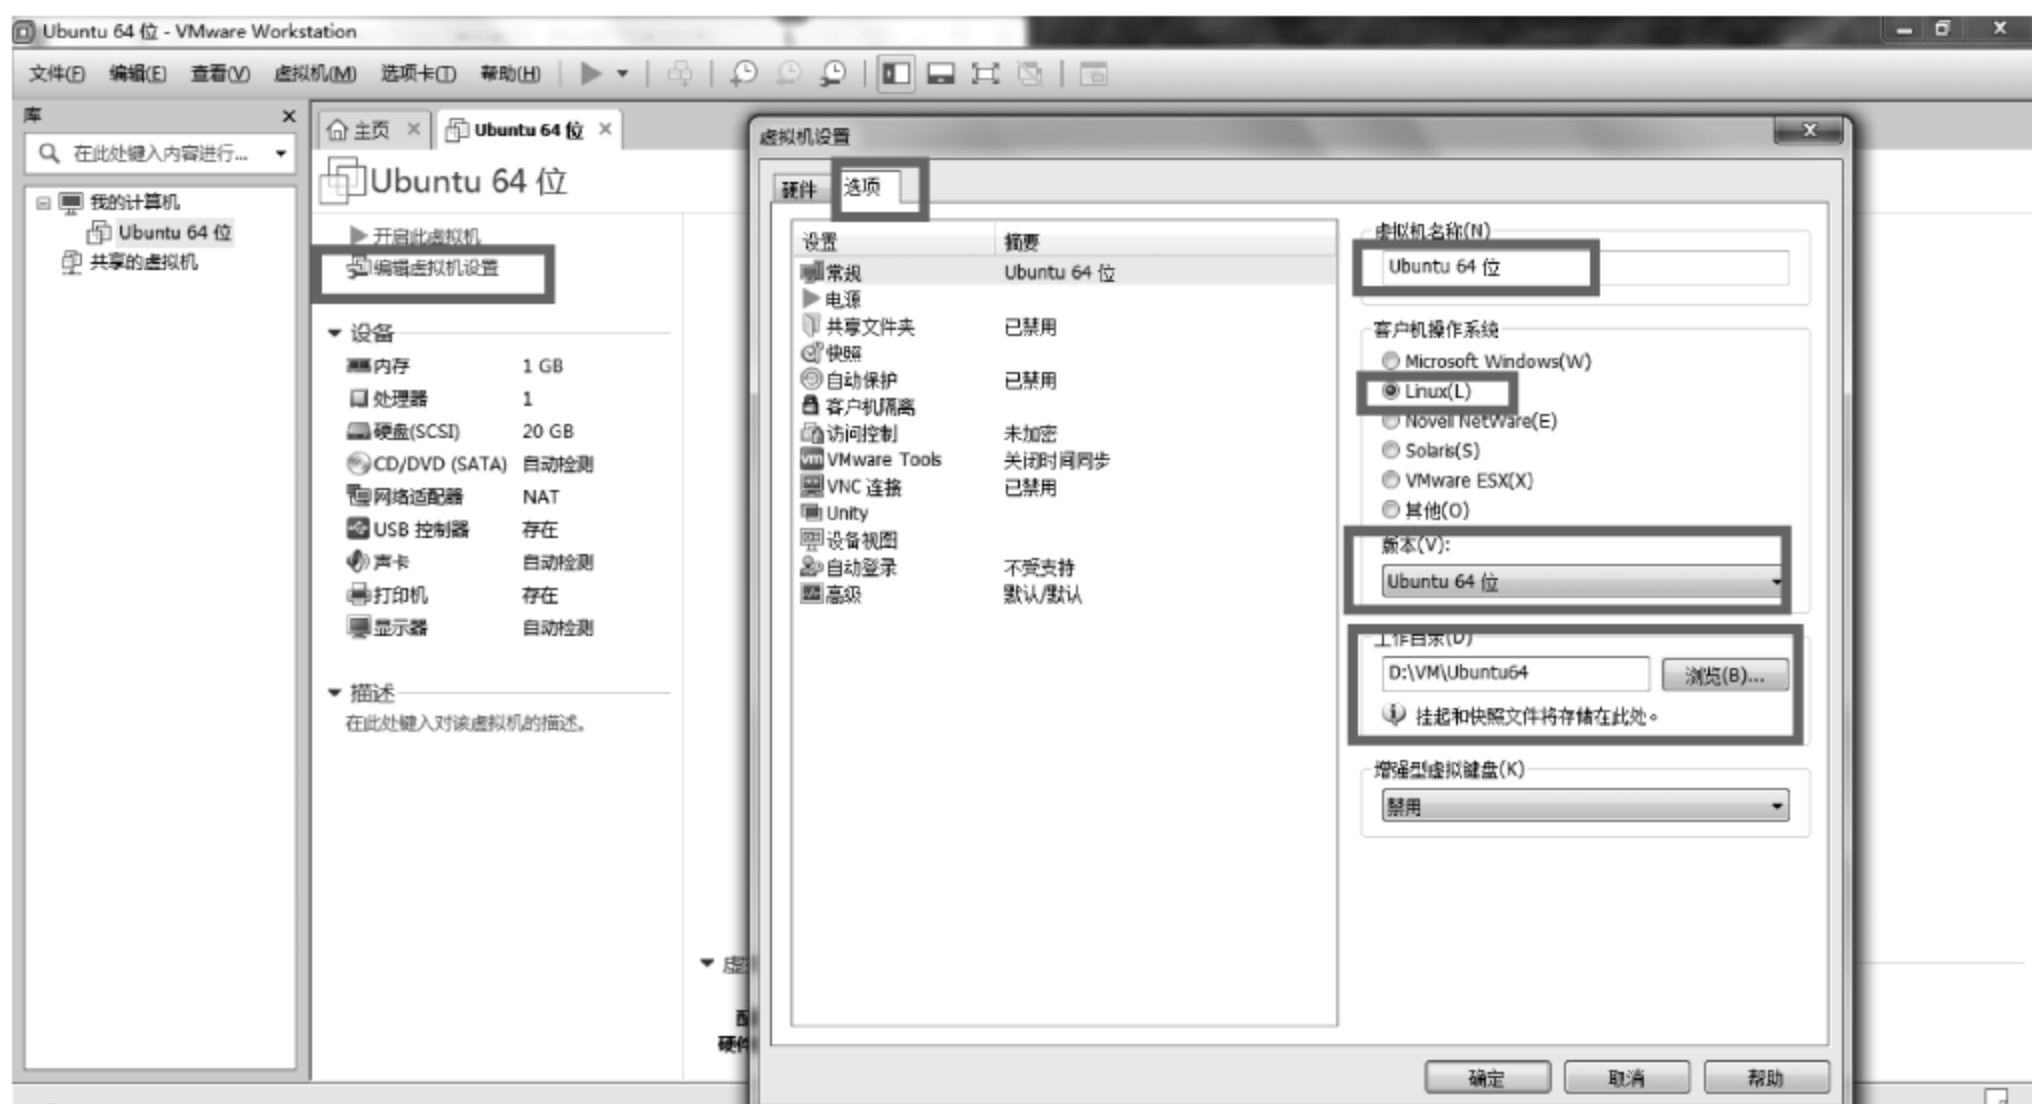 Ubuntu 64 位 - VMware Workstation
文件(F) 编辑(E) 查看(V) 虚拟机(M) 选项卡(T) 帮助(H)
库
在此处键入内容进行...
我的计算机
Ubuntu 64 位
共享的虚拟机
主页
Ubuntu 64 位
Ubuntu 64 位
开启此虚拟机
编辑虚拟机设置
设备
内存 1 GB
处理器 1
硬盘(SCSI) 20 GB
CD/DVD (SATA) 自动检测
网络适配器 NAT
USB 控制器 存在
声卡 自动检测
打印机 存在
显示器 自动检测
描述
在此处键入对该虚拟机的描述。
硬件
虚拟机设置
硬件 选项
设置 摘要
常规 Ubuntu 64 位
电源
共享文件夹 已禁用
快照
自动保护 已禁用
客户机隔离
访问控制 未加密
VMware Tools 关闭时间同步
VNC 连接 已禁用
Unity
设备视图
自动登录 不受支持
高级 默认/默认
虚拟机名称(N)
Ubuntu 64 位
客户机操作系统
Microsoft Windows(W)
Linux(L)
Novell NetWare(E)
Solaris(S)
VMware ESX(X)
其他(O)
版本(V):
Ubuntu 64 位
工作目录(D)
D:\VM\Ubuntu64
浏览(B)...
挂起和快照文件将存储在此处。
增强型虚拟键盘(K)
禁用
确定 取消 帮助